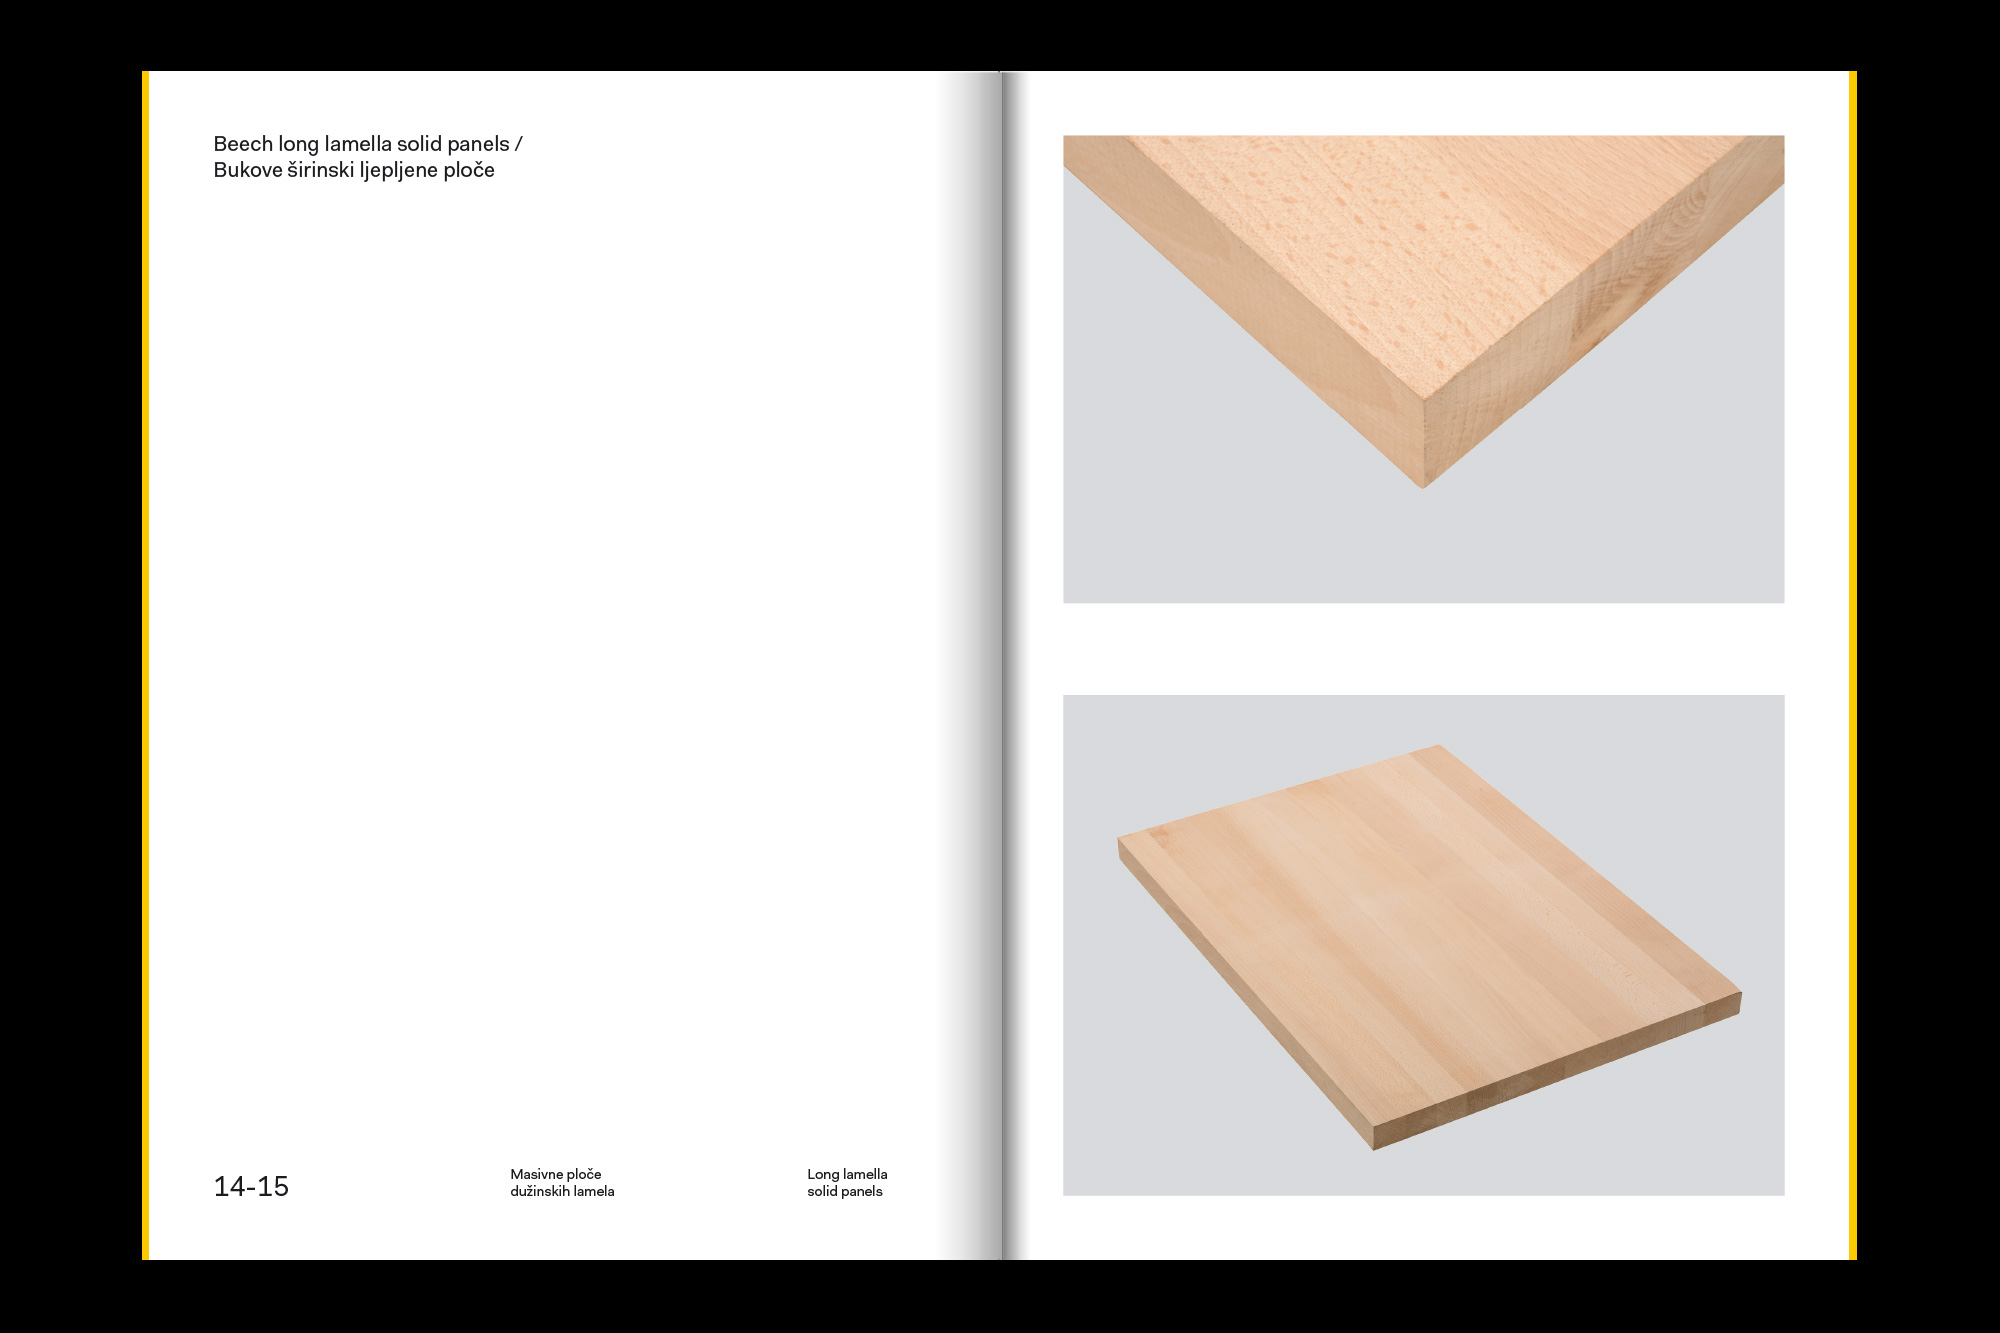 Beech long lamella solid panels /
Bukove širinski ljepljene ploče
14-15
Masivne ploče
dužinskih lamela
Long lamella
solid panels